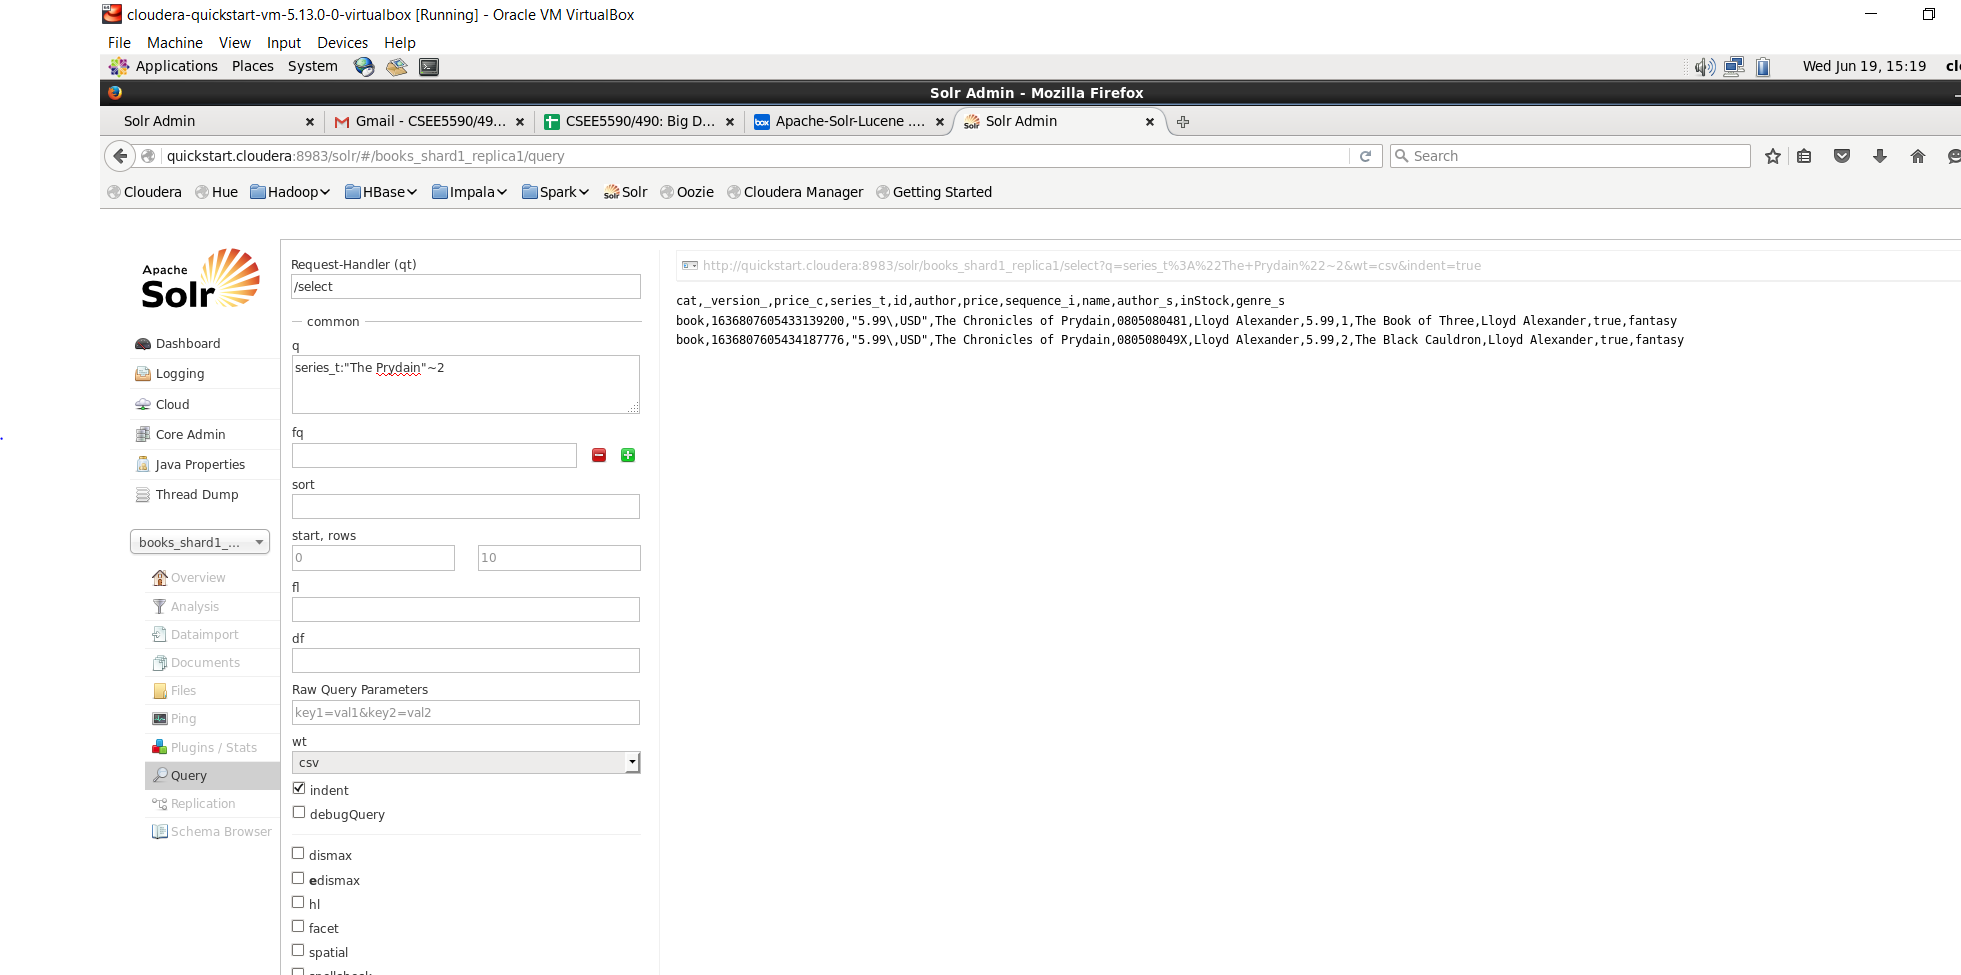 cloudera-quickstart-vm-5.13.0-0-virtualbox [Running] - Oracle VM VirtualBox
File Machine View Input Devices Help
Applications Places System Wed Jun 19, 15:19
Solr Admin - Mozilla Firefox
Solr Admin Gmail - CSEE5590/49... CSEE5590/490: Big D... Apache-Solr-Lucene .... Solr Admin
quickstart.cloudera:8983/solr/#/books_shard1_replica1/query Search
Cloudera Hue Hadoop HBase Impala Spark Solr Oozie Cloudera Manager Getting Started
Apache
Solr
Dashboard
Logging
Cloud
Core Admin
Java Properties
Thread Dump
books_shard1_...
Overview
Analysis
Dataimport
Documents
Files
Ping
Plugins / Stats
Query
Replication
Schema Browser
Request-Handler (qt)
/select
common
q
series_t:"The Prydain"~2
fq
sort
start, rows
0 10
fl
df
Raw Query Parameters
key1=val1&key2=val2
wt
csv
indent
debugQuery
dismax
edismax
hl
facet
spatial
http://quickstart.cloudera:8983/solr/books_shard1_replica1/select?q=series_t%3A%22The+Prydain%22~2&wt=csv&indent=true
cat,_version_,price_c,series_t,id,author,price,sequence_i,name,author_s,inStock,genre_s
book,1636807605433139200,"5.99\,USD",The Chronicles of Prydain,0805080481,Lloyd Alexander,5.99,1,The Book of Three,Lloyd Alexander,true,fantasy
book,1636807605434187776,"5.99\,USD",The Chronicles of Prydain,080508049X,Lloyd Alexander,5.99,2,The Black Cauldron,Lloyd Alexander,true,fantasy